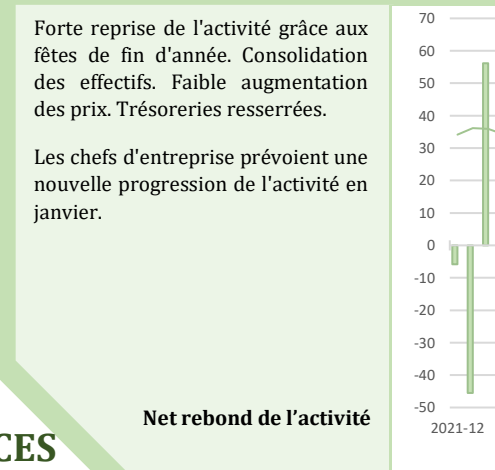 Forte reprise de l'activité grâce aux
fêtes de fin d'année. Consolidation
des effectifs. Faible augmentation
des prix. Trésoreries resserrées.
Les chefs d'entreprise prévoient une
nouvelle progression de l'activité en
janvier.
Net rebond de l’activité
CES
70
60
50
40
30
20
10
0
-10
-20
-30
-40
-50
2021-12